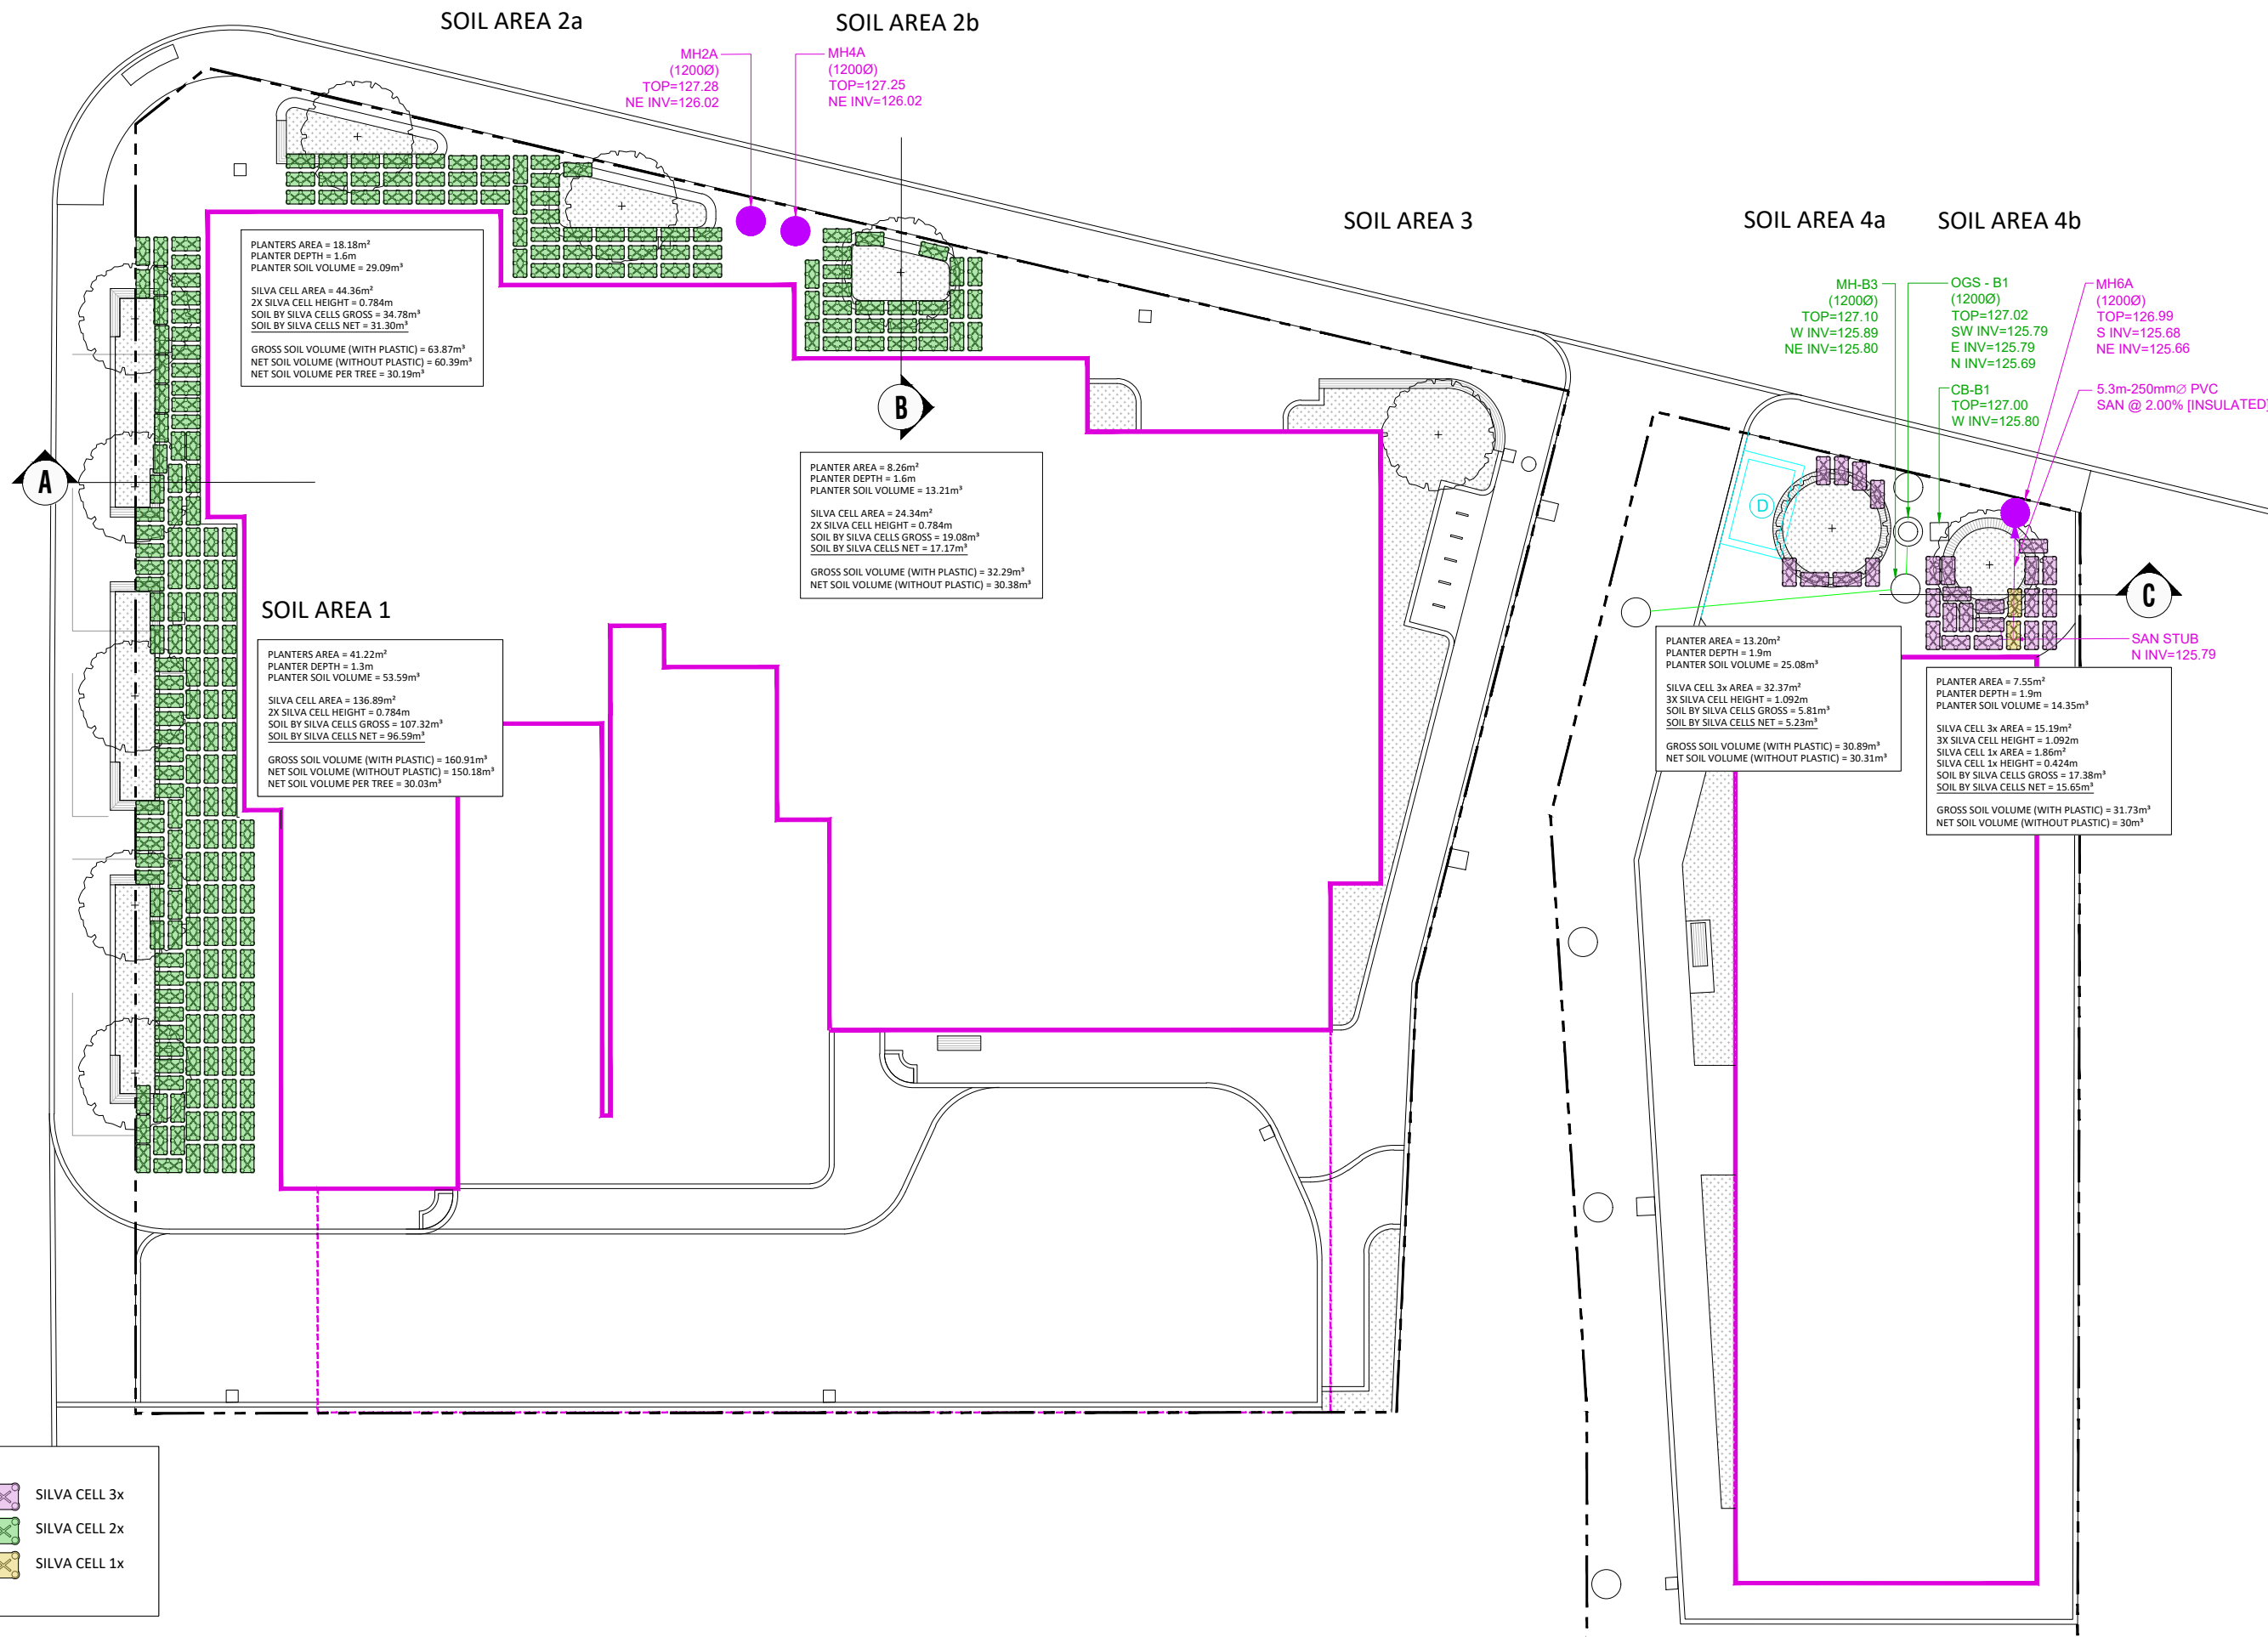 SOIL AREA 2a
SOIL AREA 2b
MH2A
(1200Ø)
TOP=127.28
NE INV=126.02
MH4A
(1200Ø)
TOP=127.25
NE INV=126.02
SOIL AREA 3
SOIL AREA 4a
SOIL AREA 4b
MH-B3
(1200Ø)
TOP=127.10
W INV=125.89
NE INV=125.80
OGS - B1
(1200Ø)
TOP=127.02
SW INV=125.79
E INV=125.79
N INV=125.69
CB-B1
TOP=127.00
W INV=125.80
MH6A
(1200Ø)
TOP=126.99
S INV=125.68
NE INV=125.66
5.3m-250mmØ PVC
SAN @ 2.00% [INSULATED]
PLANTERS AREA = 18.18m²
PLANTER DEPTH = 1.6m
PLANTER SOIL VOLUME = 29.09m³
SILVA CELL AREA = 44.36m²
2X SILVA CELL HEIGHT = 0.784m
SOIL BY SILVA CELLS GROSS = 34.78m³
SOIL BY SILVA CELLS NET = 31.30m³
GROSS SOIL VOLUME (WITH PLASTIC) = 63.87m³
NET SOIL VOLUME (WITHOUT PLASTIC) = 60.39m³
NET SOIL VOLUME PER TREE = 30.19m³
A
B
PLANTER AREA = 8.26m²
PLANTER DEPTH = 1.6m
PLANTER SOIL VOLUME = 13.21m³
SILVA CELL AREA = 24.34m²
2X SILVA CELL HEIGHT = 0.784m
SOIL BY SILVA CELLS GROSS = 19.08m³
SOIL BY SILVA CELLS NET = 17.17m³
GROSS SOIL VOLUME (WITH PLASTIC) = 32.29m³
NET SOIL VOLUME (WITHOUT PLASTIC) = 30.38m³
D
C
SAN STUB
N INV=125.79
SOIL AREA 1
PLANTERS AREA = 41.22m²
PLANTER DEPTH = 1.3m
PLANTER SOIL VOLUME = 53.59m³
SILVA CELL AREA = 136.89m²
2X SILVA CELL HEIGHT = 0.784m
SOIL BY SILVA CELLS GROSS = 107.32m³
SOIL BY SILVA CELLS NET = 96.59m³
GROSS SOIL VOLUME (WITH PLASTIC) = 160.91m³
NET SOIL VOLUME (WITHOUT PLASTIC) = 150.18m³
NET SOIL VOLUME PER TREE = 30.03m³
PLANTER AREA = 13.20m²
PLANTER DEPTH = 1.9m
PLANTER SOIL VOLUME = 25.08m³
SILVA CELL 3x AREA = 32.37m²
3X SILVA CELL HEIGHT = 1.092m
SOIL BY SILVA CELLS GROSS = 5.81m³
SOIL BY SILVA CELLS NET = 5.23m³
GROSS SOIL VOLUME (WITH PLASTIC) = 30.89m³
NET SOIL VOLUME (WITHOUT PLASTIC) = 30.31m³
PLANTER AREA = 7.55m²
PLANTER DEPTH = 1.9m
PLANTER SOIL VOLUME = 14.35m³
SILVA CELL 3x AREA = 15.19m²
3X SILVA CELL HEIGHT = 1.092m
SILVA CELL 1x AREA = 1.86m²
SILVA CELL 1x HEIGHT = 0.424m
SOIL BY SILVA CELLS GROSS = 17.38m³
SOIL BY SILVA CELLS NET = 15.65m³
GROSS SOIL VOLUME (WITH PLASTIC) = 31.73m³
NET SOIL VOLUME (WITHOUT PLASTIC) = 30m³
SILVA CELL 3x
SILVA CELL 2x
SILVA CELL 1x